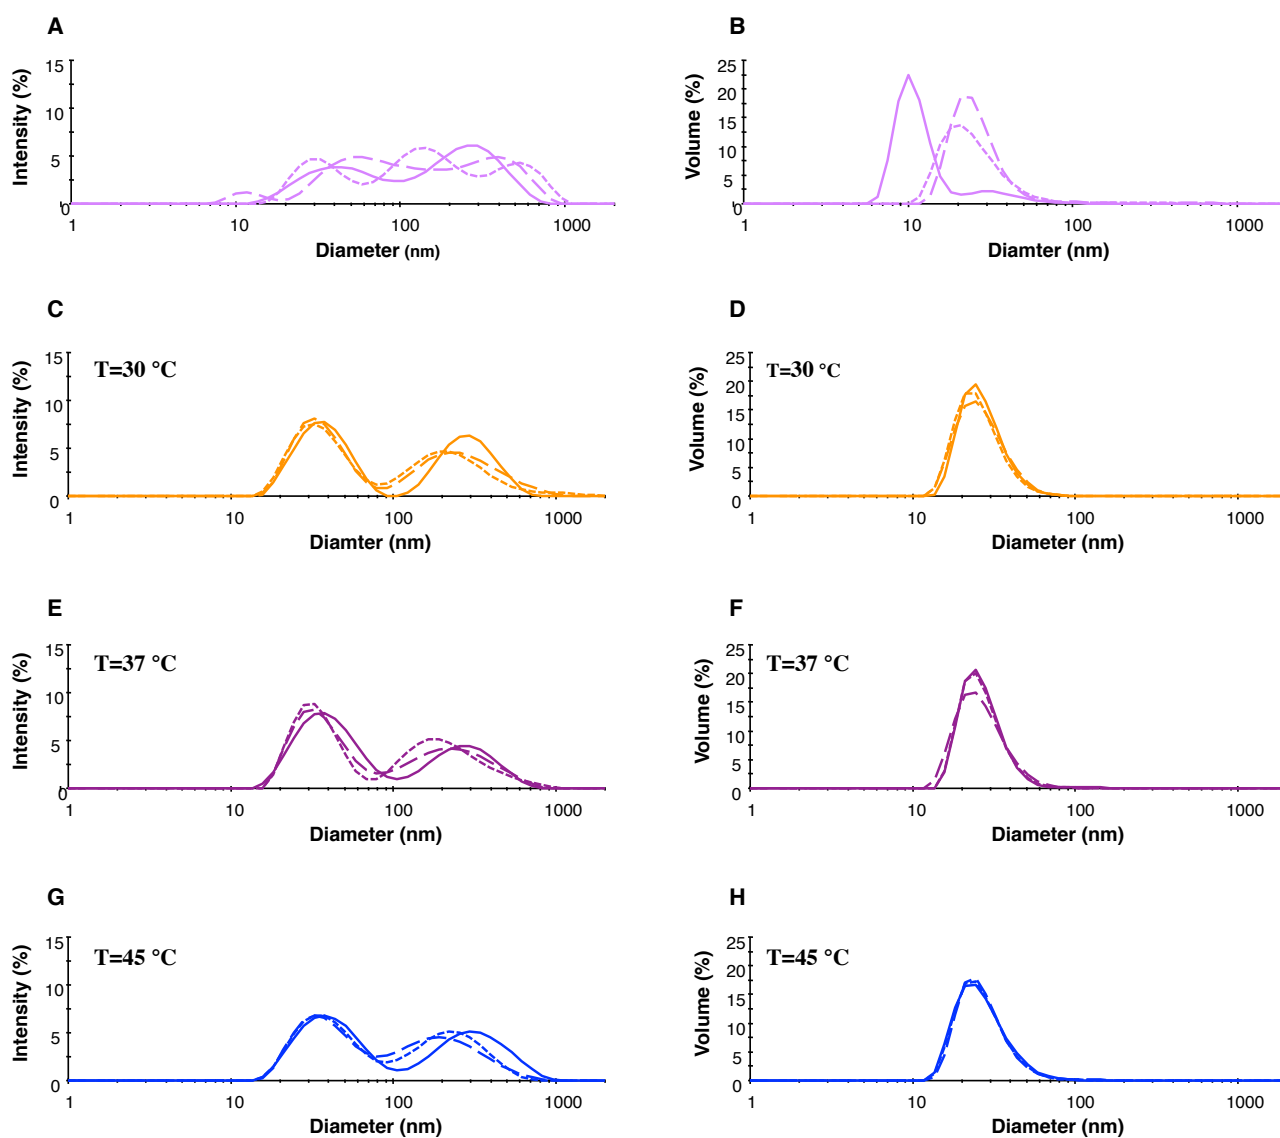 A
Intensity (%)
15
10
5
0
1
10
100
1000
Diameter (nm)
B
Volume (%)
25
20
15
10
5
0
1
10
100
1000
Diamter (nm)
C
T=30 °C
Intensity (%)
15
10
5
0
1
10
100
1000
Diamter (nm)
D
T=30 °C
Volume (%)
25
20
15
10
5
0
1
10
100
1000
Diameter (nm)
E
T=37 °C
Intensity (%)
15
10
5
0
1
10
100
1000
Diameter (nm)
F
T=37 °C
Volume (%)
25
20
15
10
5
0
1
10
100
1000
Diameter (nm)
G
T=45 °C
Intensity (%)
15
10
5
0
1
10
100
1000
Diameter (nm)
H
T=45 °C
Volume (%)
25
20
15
10
5
0
1
10
100
1000
Diameter (nm)